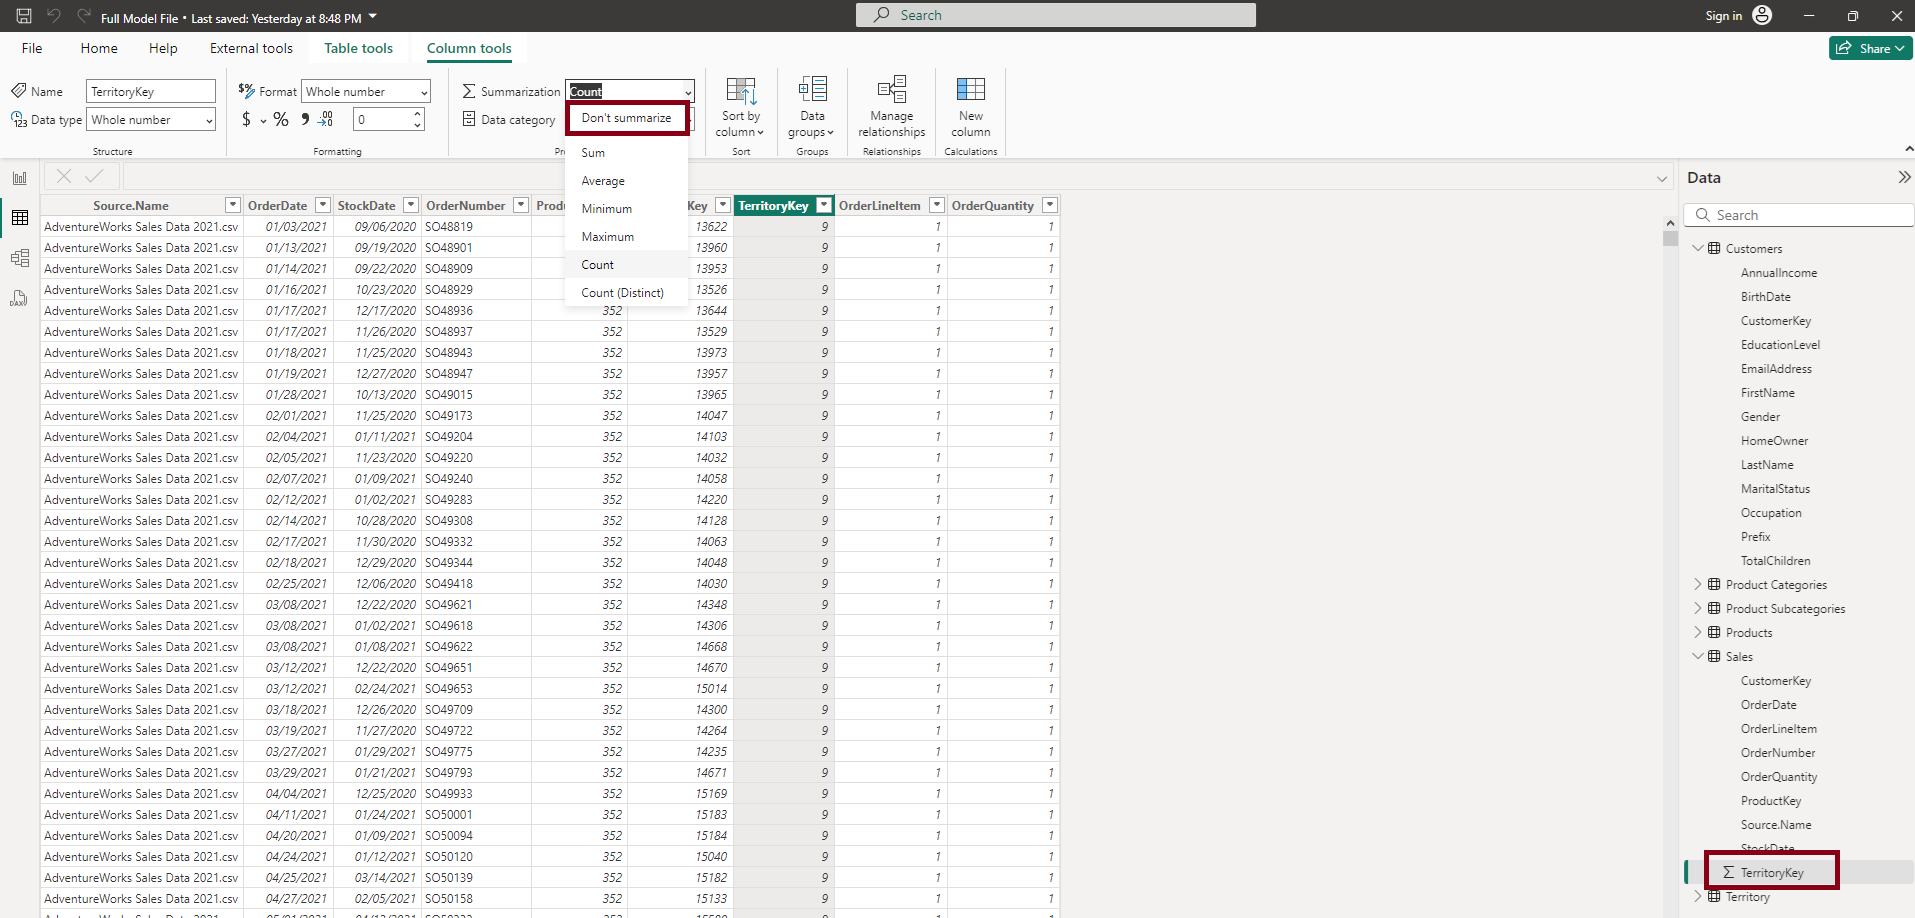 Full Model File • Last saved: Yesterday at 8:48 PM
Search
Sign in
File Home Help External tools Table tools Column tools
Share
Name TerritoryKey
Data type Whole number
Structure
$% Format Whole number
$ % 9 .00 0
Formatting
Summarization Count
Data category
Don't summarize
Sum
Average
Minimum
Maximum
Count
Count (Distinct)
Sort by column
Sort
Data groups
Groups
Manage relationships
Relationships
New column
Calculations
Source.Name OrderDate StockDate OrderNumber Key TerritoryKey OrderLineItem OrderQuantity
AdventureWorks Sales Data 2021.csv 01/03/2021 09/06/2020 SO48819 13622 9 1 1
AdventureWorks Sales Data 2021.csv 01/13/2021 09/19/2020 SO48901 13960 9 1 1
AdventureWorks Sales Data 2021.csv 01/14/2021 09/22/2020 SO48909 13953 9 1 1
AdventureWorks Sales Data 2021.csv 01/16/2021 10/23/2020 SO48929 13526 9 1 1
AdventureWorks Sales Data 2021.csv 01/17/2021 12/17/2020 SO48936 352 13644 9 1 1
AdventureWorks Sales Data 2021.csv 01/17/2021 11/26/2020 SO48937 352 13529 9 1 1
AdventureWorks Sales Data 2021.csv 01/18/2021 11/25/2020 SO48943 352 13973 9 1 1
AdventureWorks Sales Data 2021.csv 01/19/2021 12/27/2020 SO48947 352 13957 9 1 1
AdventureWorks Sales Data 2021.csv 01/28/2021 10/13/2020 SO49015 352 13965 9 1 1
AdventureWorks Sales Data 2021.csv 02/01/2021 11/25/2020 SO49173 352 14047 9 1 1
AdventureWorks Sales Data 2021.csv 02/04/2021 01/11/2021 SO49204 352 14103 9 1 1
AdventureWorks Sales Data 2021.csv 02/05/2021 11/23/2020 SO49220 352 14032 9 1 1
AdventureWorks Sales Data 2021.csv 02/07/2021 01/09/2021 SO49240 352 14058 9 1 1
AdventureWorks Sales Data 2021.csv 02/12/2021 01/02/2021 SO49283 352 14220 9 1 1
AdventureWorks Sales Data 2021.csv 02/14/2021 10/28/2020 SO49308 352 14128 9 1 1
AdventureWorks Sales Data 2021.csv 02/17/2021 11/30/2020 SO49332 352 14063 9 1 1
AdventureWorks Sales Data 2021.csv 02/18/2021 12/29/2020 SO49344 352 14048 9 1 1
AdventureWorks Sales Data 2021.csv 02/25/2021 12/06/2020 SO49418 352 14030 9 1 1
AdventureWorks Sales Data 2021.csv 03/08/2021 12/22/2020 SO49621 352 14348 9 1 1
AdventureWorks Sales Data 2021.csv 03/08/2021 01/02/2021 SO49618 352 14306 9 1 1
AdventureWorks Sales Data 2021.csv 03/08/2021 01/08/2021 SO49622 352 14668 9 1 1
AdventureWorks Sales Data 2021.csv 03/12/2021 12/22/2020 SO49651 352 14670 9 1 1
AdventureWorks Sales Data 2021.csv 03/12/2021 02/24/2021 SO49653 352 15014 9 1 1
AdventureWorks Sales Data 2021.csv 03/18/2021 12/26/2020 SO49709 352 14300 9 1 1
AdventureWorks Sales Data 2021.csv 03/19/2021 11/27/2020 SO49722 352 14264 9 1 1
AdventureWorks Sales Data 2021.csv 03/27/2021 01/29/2021 SO49775 352 14235 9 1 1
AdventureWorks Sales Data 2021.csv 03/29/2021 01/21/2021 SO49793 352 14671 9 1 1
AdventureWorks Sales Data 2021.csv 04/04/2021 12/25/2020 SO49933 352 15169 9 1 1
AdventureWorks Sales Data 2021.csv 04/11/2021 01/24/2021 SO50001 352 15183 9 1 1
AdventureWorks Sales Data 2021.csv 04/20/2021 01/09/2021 SO50094 352 15184 9 1 1
AdventureWorks Sales Data 2021.csv 04/24/2021 01/12/2021 SO50120 352 15040 9 1 1
AdventureWorks Sales Data 2021.csv 04/25/2021 03/14/2021 SO50139 352 15182 9 1 1
AdventureWorks Sales Data 2021.csv 04/27/2021 02/05/2021 SO50158 352 15133 9 1 1
Data
Search
Customers
AnnualIncome
BirthDate
CustomerKey
EducationLevel
EmailAddress
FirstName
Gender
HomeOwner
LastName
MaritalStatus
Occupation
Prefix
TotalChildren
Product Categories
Product Subcategories
Products
Sales
CustomerKey
OrderDate
OrderLineItem
OrderNumber
OrderQuantity
ProductKey
Source.Name
StockDate
TerritoryKey
Territory